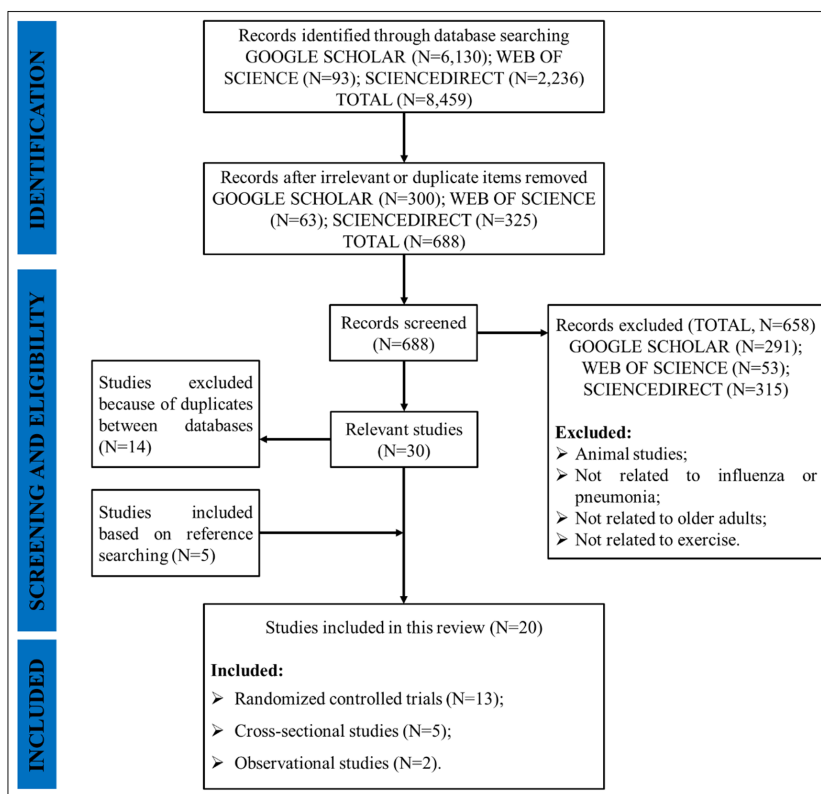 IDENTIFICATION
Records identified through database searching
GOOGLE SCHOLAR (N=6,130); WEB OF
SCIENCE (N=93); SCIENCEDIRECT (N=2,236)
TOTAL (N=8,459)
Records after irrelevant or duplicate items removed
GOOGLE SCHOLAR (N=300); WEB OF SCIENCE
(N=63); SCIENCEDIRECT (N=325)
TOTAL (N=688)
SCREENING AND ELIGIBILITY
Records screened
(N=688)
Records excluded (TOTAL, N=658)
GOOGLE SCHOLAR (N=291);
WEB OF SCIENCE (N=53);
SCIENCEDIRECT (N=315)
Excluded:
➢ Animal studies;
➢ Not related to influenza or
pneumonia;
➢ Not related to older adults;
➢ Not related to exercise.
Studies excluded
because of duplicates
between databases
(N=14)
Relevant studies
(N=30)
Studies included
based on reference
searching (N=5)
INCLUDED
Studies included in this review (N=20)
Included:
➢ Randomized controlled trials (N=13);
➢ Cross-sectional studies (N=5);
➢ Observational studies (N=2).